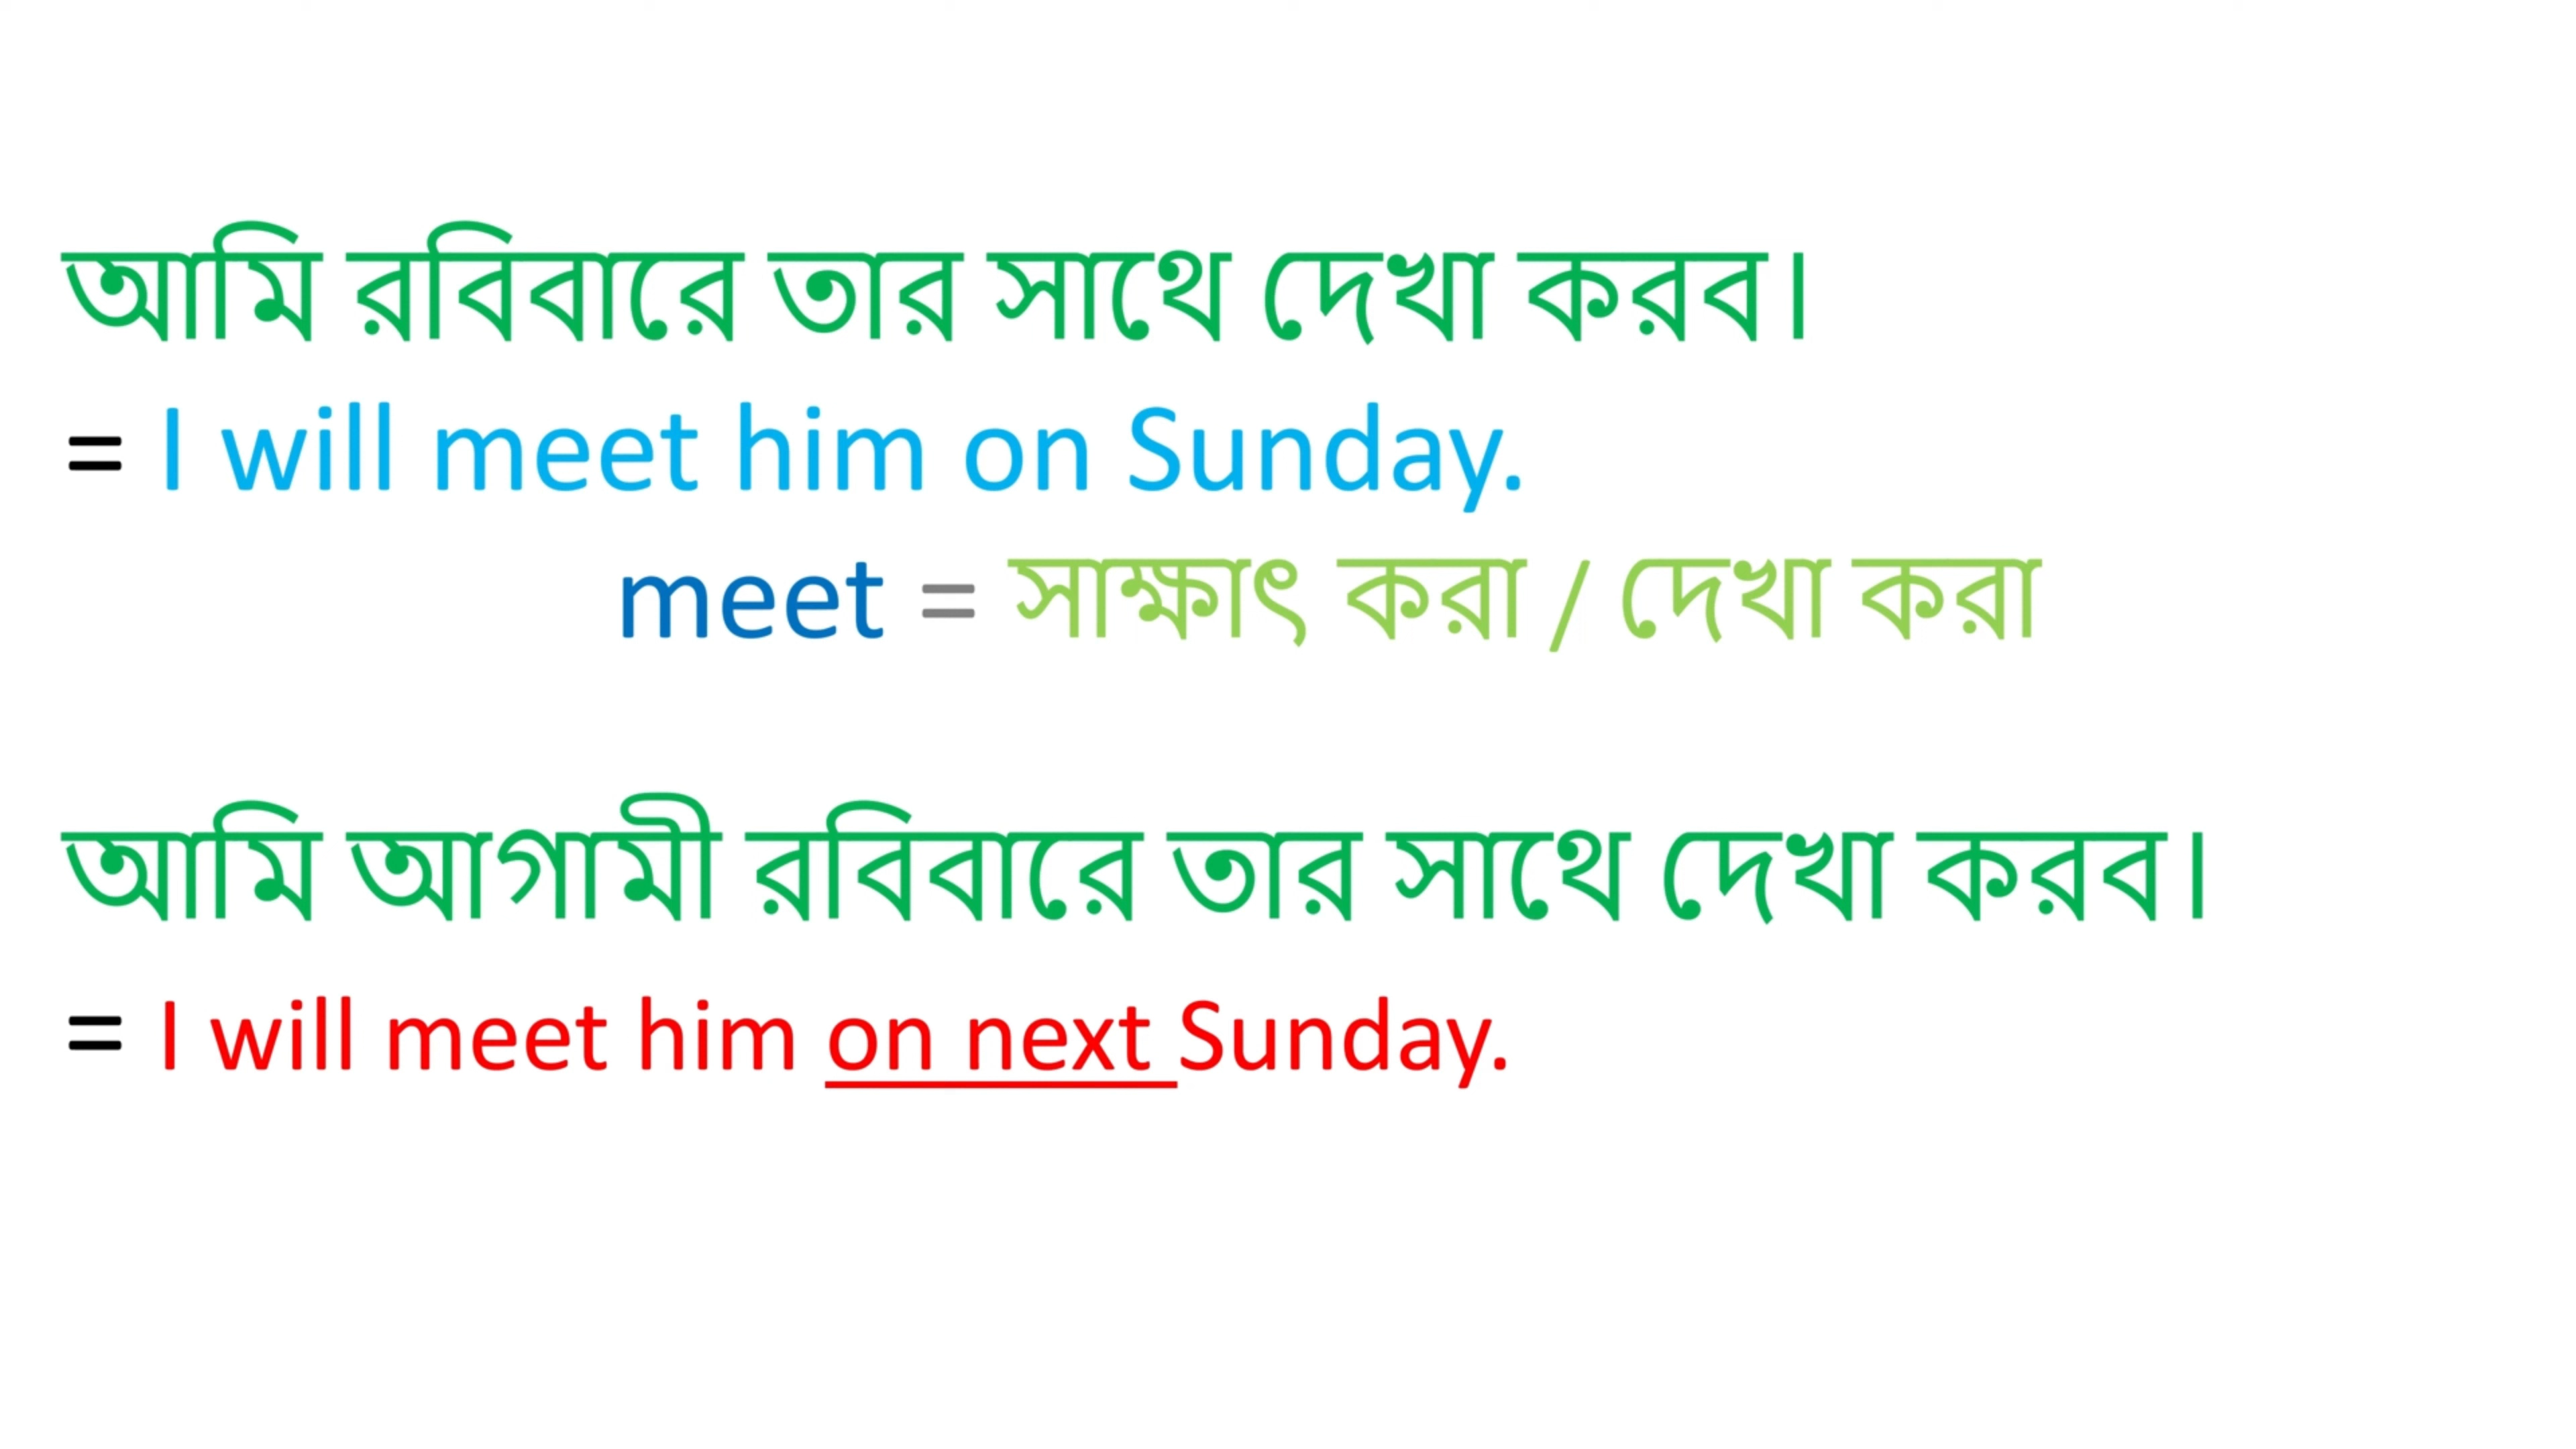 আমি রবিবারে তার সাথে দেখা করব।
= I will meet him on Sunday.
meet = সাক্ষাৎ করা / দেখা করা
আমি আগামী রবিবারে তার সাথে দেখা করব।
= I will meet him on next Sunday.